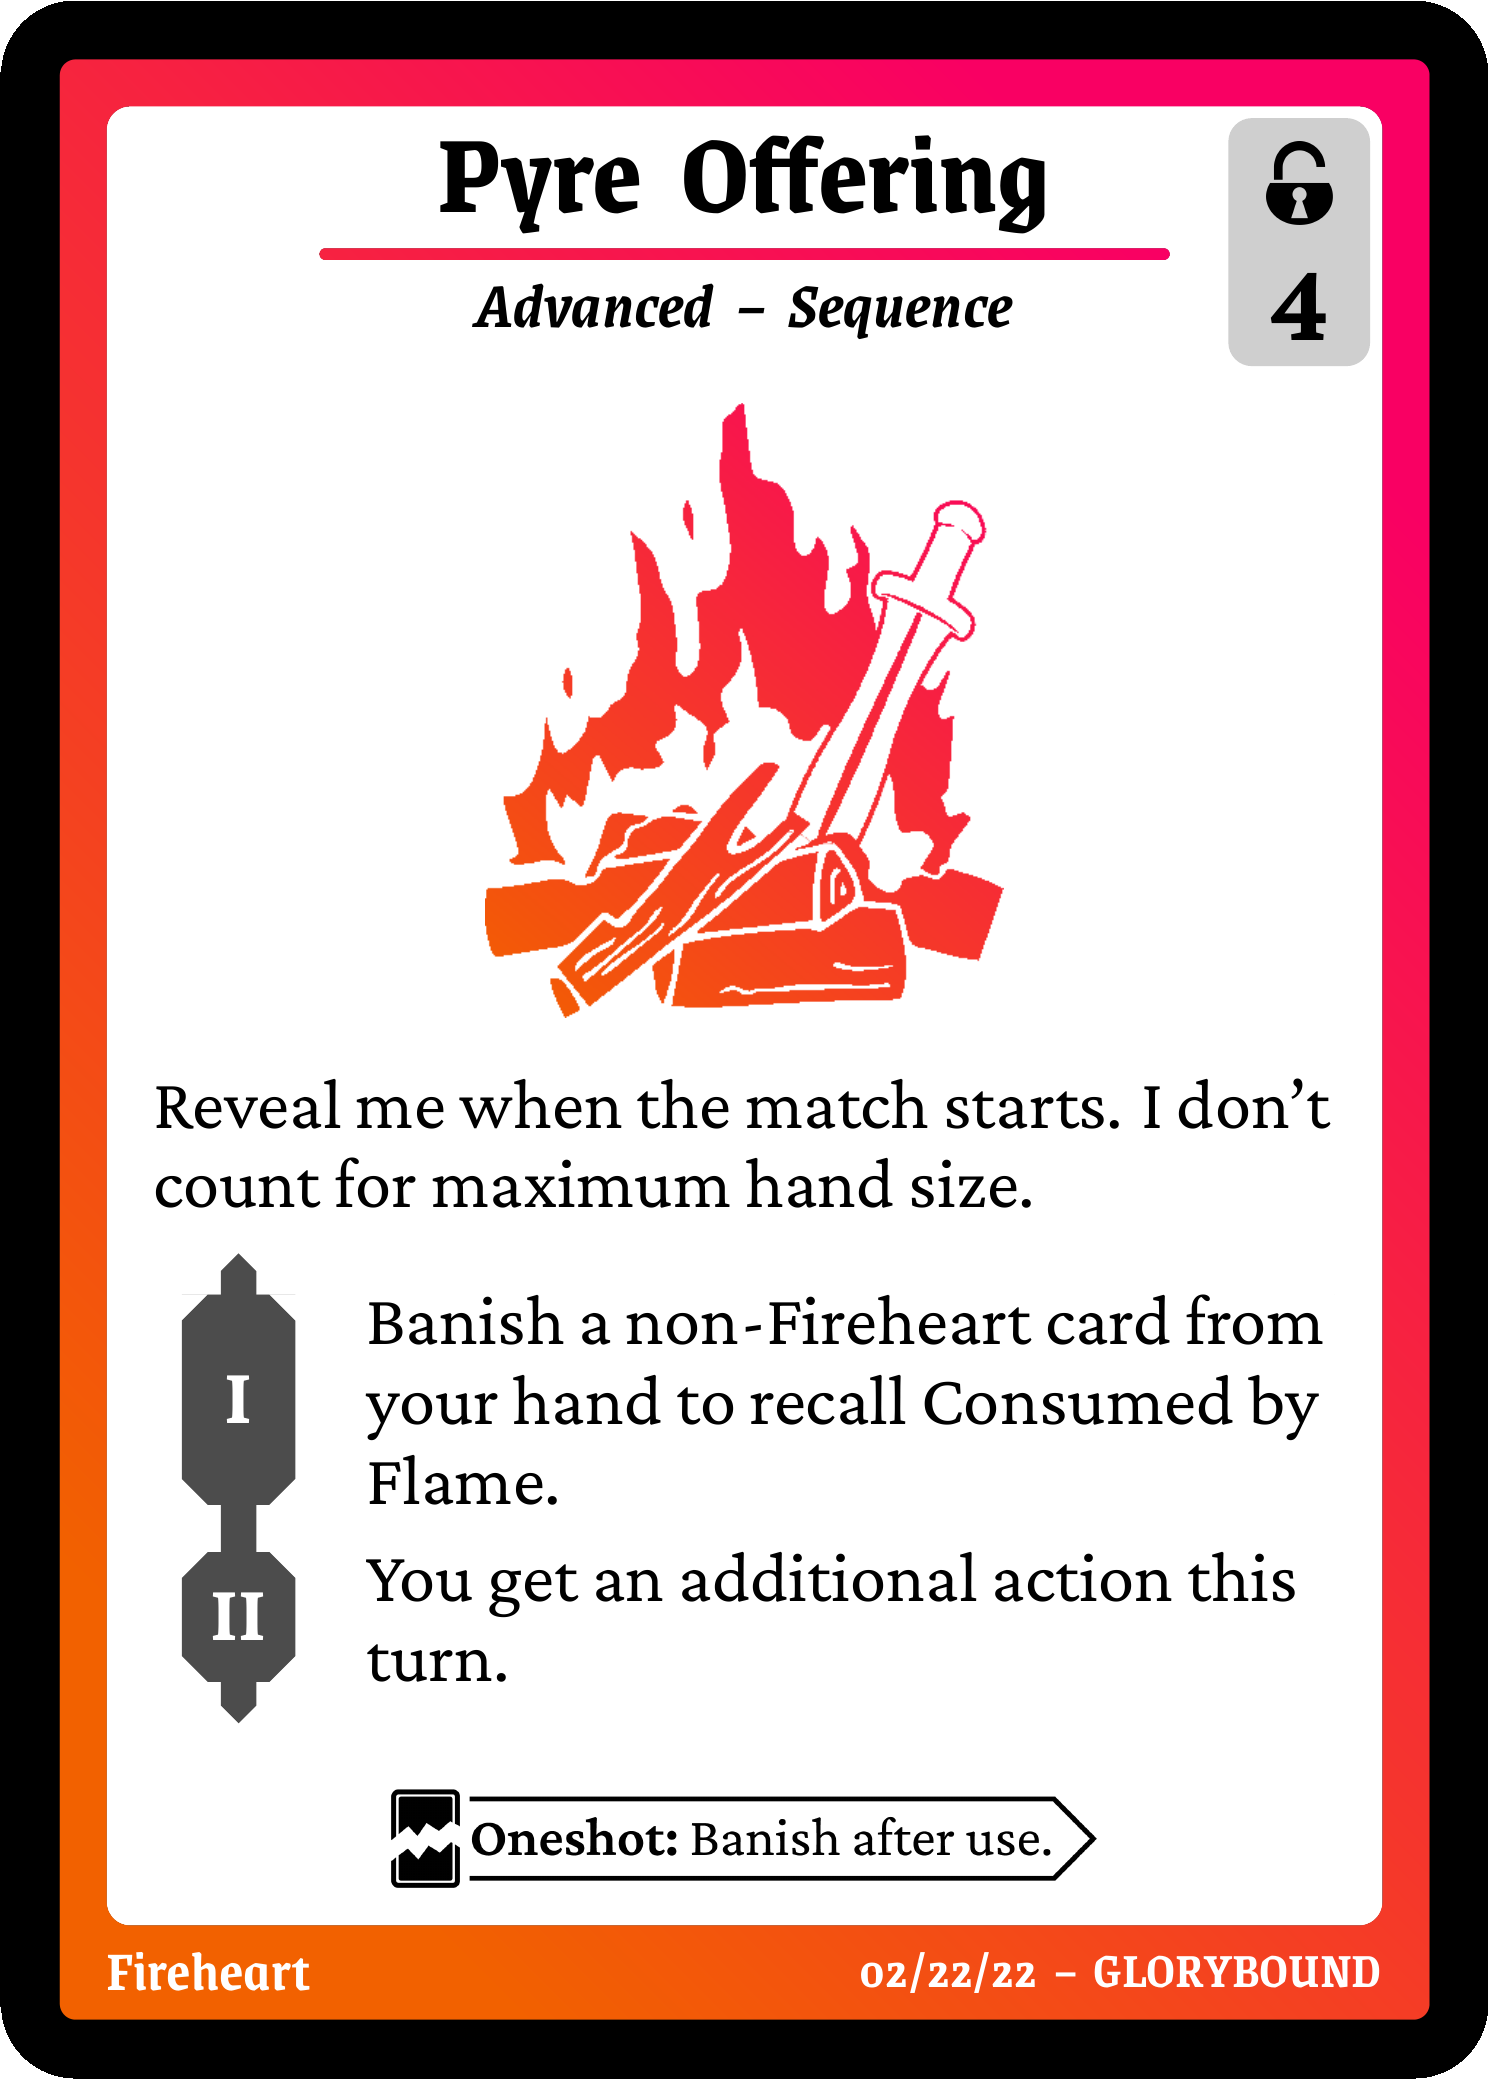 Pyre Offering
Advanced – Sequence
4
Reveal me when the match starts. I don’t
count for maximum hand size.
I
Banish a non-Fireheart card from
your hand to recall Consumed by
Flame.
II
You get an additional action this
turn.
Oneshot: Banish after use.
Fireheart
02/22/22 – GLORYBOUND